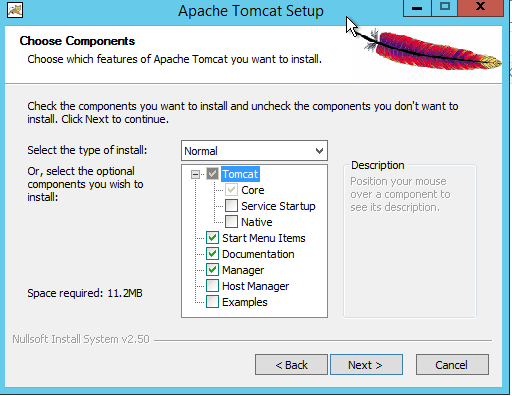 Apache Tomcat Setup
Choose Components
Choose which features of Apache Tomcat you want to install.
Check the components you want to install and uncheck the components you don't want to
install. Click Next to continue.
Select the type of install:
Normal
Or, select the optional
components you wish to
install:
Tomcat
Core
Service Startup
Native
Start Menu Items
Documentation
Manager
Host Manager
Examples
Description
Position your mouse
over a component to
see its description.
Space required: 11.2MB
Nullsoft Install System v2.50
< Back
Next >
Cancel